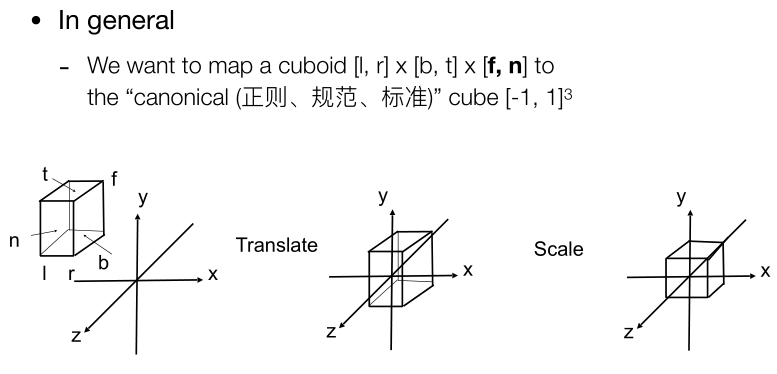 • In general
– We want to map a cuboid [l, r] x [b, t] x [f, n] to
the “canonical (正则、规范、标准)” cube [-1, 1]³
t
f
n
l
r
b
y
x
z
Translate
y
x
z
Scale
y
x
z